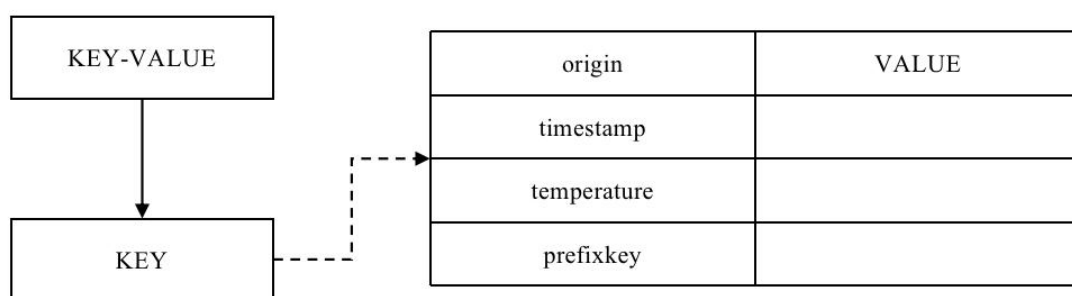 KEY-VALUE
KEY
origin VALUE
timestamp
temperature
prefixkey